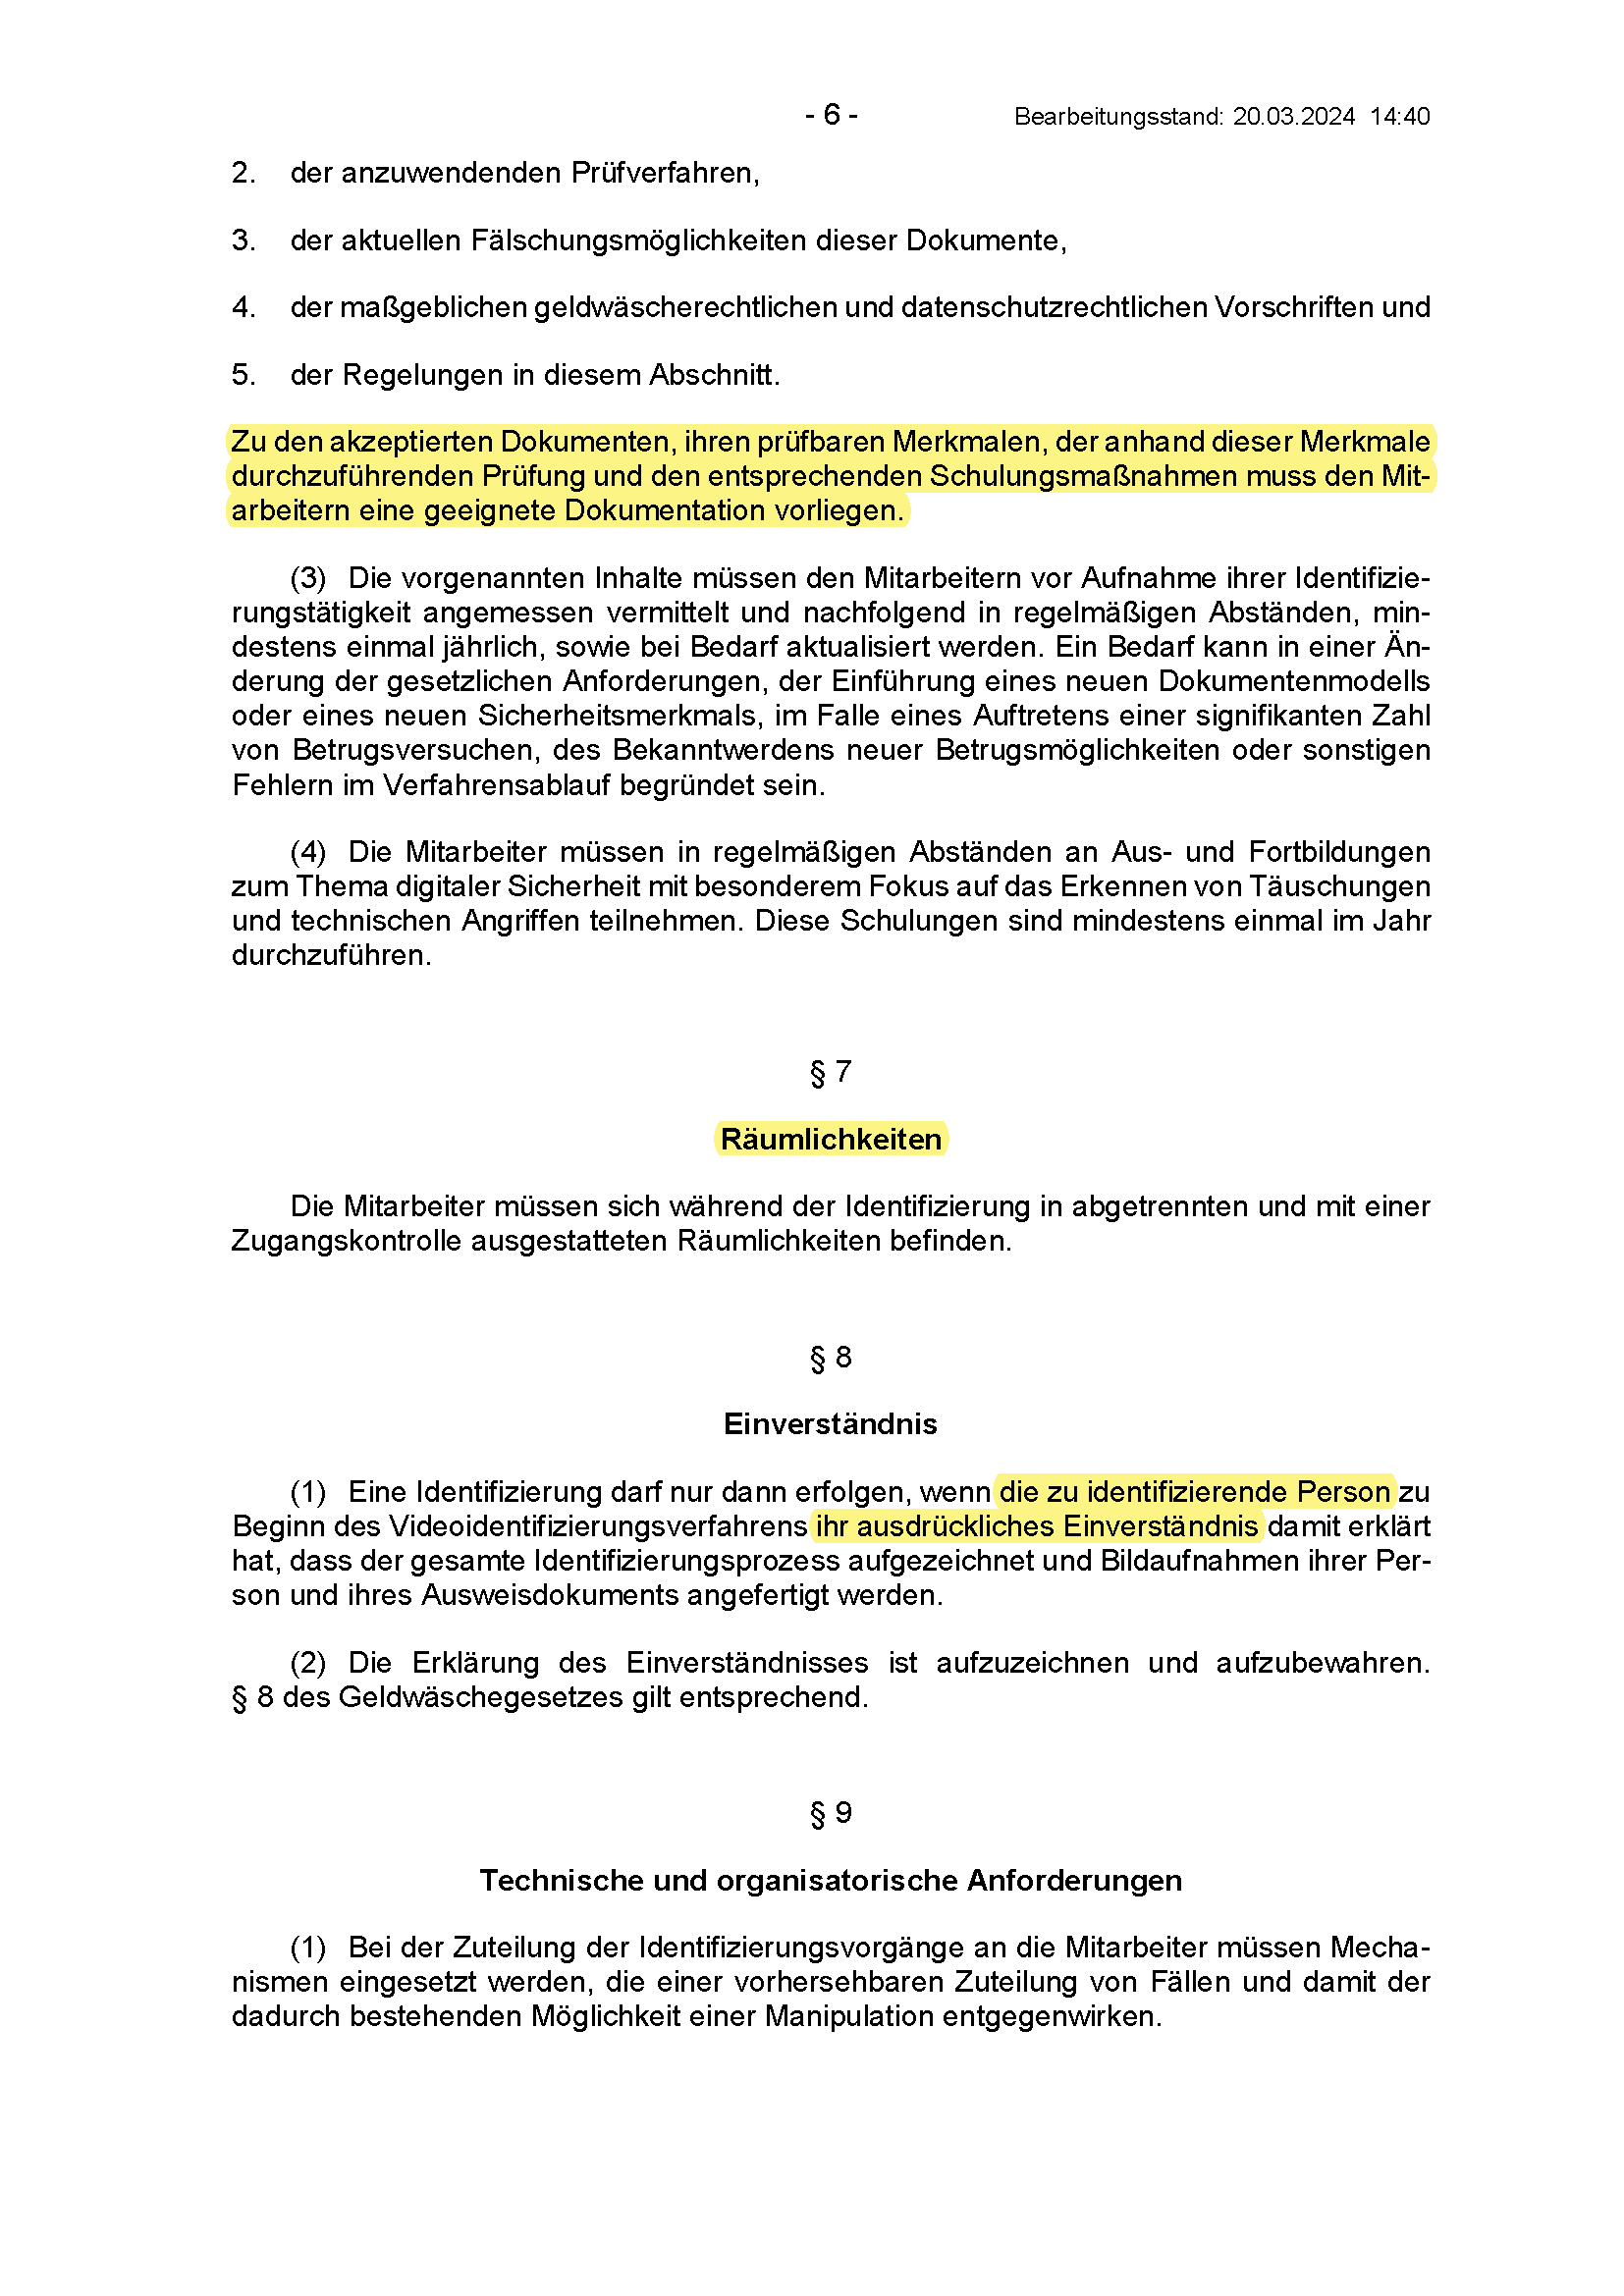 - 6 - Bearbeitungsstand: 20.03.2024 14:40
2. der anzuwendenden Prüfverfahren,
3. der aktuellen Fälschungsmöglichkeiten dieser Dokumente,
4. der maßgeblichen geldwäscherechtlichen und datenschutzrechtlichen Vorschriften und
5. der Regelungen in diesem Abschnitt.
Zu den akzeptierten Dokumenten, ihren prüfbaren Merkmalen, der anhand dieser Merkmale
durchzuführenden Prüfung und den entsprechenden Schulungsmaßnahmen muss den Mit-
arbeitern eine geeignete Dokumentation vorliegen.
(3) Die vorgenannten Inhalte müssen den Mitarbeitern vor Aufnahme ihrer Identifizie-
rungstätigkeit angemessen vermittelt und nachfolgend in regelmäßigen Abständen, min-
destens einmal jährlich, sowie bei Bedarf aktualisiert werden. Ein Bedarf kann in einer Än-
derung der gesetzlichen Anforderungen, der Einführung eines neuen Dokumentenmodells
oder eines neuen Sicherheitsmerkmals, im Falle eines Auftretens einer signifikanten Zahl
von Betrugsversuchen, des Bekanntwerdens neuer Betrugsmöglichkeiten oder sonstigen
Fehlern im Verfahrensablauf begründet sein.
(4) Die Mitarbeiter müssen in regelmäßigen Abständen an Aus- und Fortbildungen
zum Thema digitaler Sicherheit mit besonderem Fokus auf das Erkennen von Täuschungen
und technischen Angriffen teilnehmen. Diese Schulungen sind mindestens einmal im Jahr
durchzuführen.
§ 7
Räumlichkeiten
Die Mitarbeiter müssen sich während der Identifizierung in abgetrennten und mit einer
Zugangskontrolle ausgestatteten Räumlichkeiten befinden.
§ 8
Einverständnis
(1) Eine Identifizierung darf nur dann erfolgen, wenn die zu identifizierende Person zu
Beginn des Videoidentifizierungsverfahrens ihr ausdrückliches Einverständnis damit erklärt
hat, dass der gesamte Identifizierungsprozess aufgezeichnet und Bildaufnahmen ihrer Per-
son und ihres Ausweisdokuments angefertigt werden.
(2) Die Erklärung des Einverständnisses ist aufzuzeichnen und aufzubewahren.
§ 8 des Geldwäschegesetzes gilt entsprechend.
§ 9
Technische und organisatorische Anforderungen
(1) Bei der Zuteilung der Identifizierungsvorgänge an die Mitarbeiter müssen Mecha-
nismen eingesetzt werden, die einer vorhersehbaren Zuteilung von Fällen und damit der
dadurch bestehenden Möglichkeit einer Manipulation entgegenwirken.